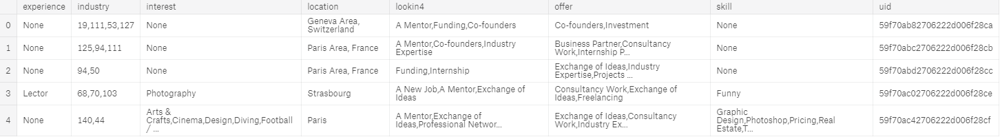 experience industry interest location lookin4 offer skill uid
0 None 19,111,53,127 None Geneva Area, Switzerland A Mentor,Funding,Co-founders Co-founders,Investment None 59f70ab82706222d006f28ca
1 None 125,94,111 None Paris Area, France A Mentor,Co-founders,Industry Expertise Business Partner,Consultancy Work,Internship P... None 59f70abc2706222d006f28cb
2 None 94,50 None Paris Area, France Funding,Internship Exchange of Ideas,Industry Expertise,Projects ... None 59f70abd2706222d006f28cc
3 Lector 68,70,103 Photography Strasbourg A New Job,A Mentor,Exchange of Ideas Consultancy Work,Exchange of Ideas,Freelancing Funny 59f70ac02706222d006f28ce
4 None 140,44 Arts & Crafts,Cinema,Design,Diving,Football / ... Paris A Mentor,Exchange of Ideas,Professional Networ... Exchange of Ideas,Consultancy Work,Industry Ex... Graphic Design,Photoshop,Pricing,Real Estate,T... 59f70ac42706222d006f28cf